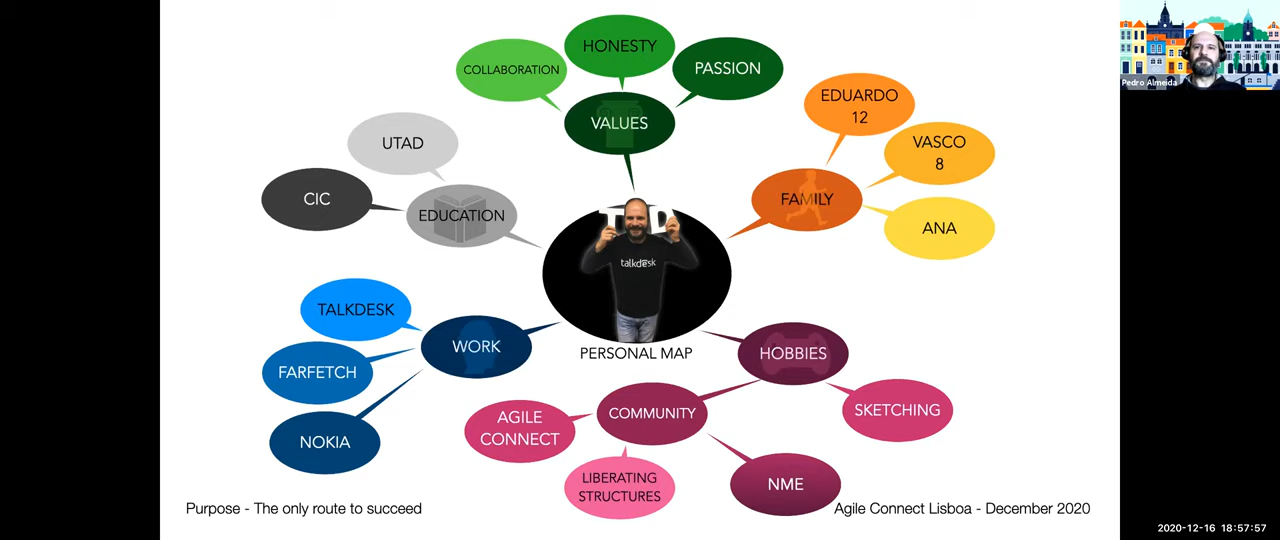 HONESTY
COLLABORATION
PASSION
VALUES
EDUARDO
12
VASCO
8
FAMILY
ANA
UTAD
CIC
EDUCATION
talkdesk
TALKDESK
WORK
FARFETCH
NOKIA
PERSONAL MAP
HOBBIES
COMMUNITY
SKETCHING
AGILE
CONNECT
LIBERATING
STRUCTURES
NME
Purpose - The only route to succeed
Agile Connect Lisboa - December 2020
Pedro Almeida
2020-12-16 18:57:57